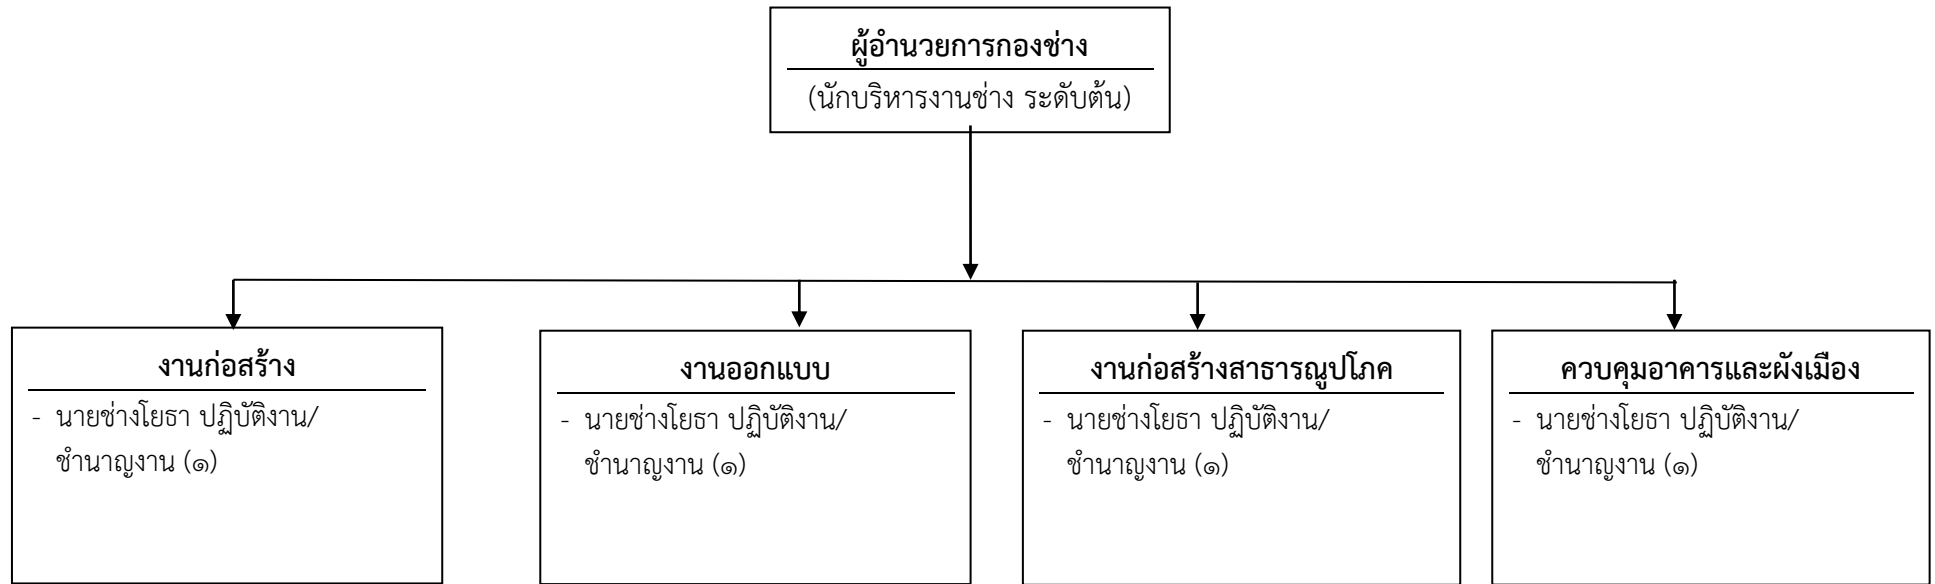 ผู้อำนวยการกองช่าง
(นักบริหารงานช่าง ระดับต้น)
งานก่อสร้าง
- นายช่างโยธา ปฏิบัติงาน/
ชำนาญงาน (๑)
งานออกแบบ
- นายช่างโยธา ปฏิบัติงาน/
ชำนาญงาน (๑)
งานก่อสร้างสาธารณูปโภค
- นายช่างโยธา ปฏิบัติงาน/
ชำนาญงาน (๑)
ควบคุมอาคารและผังเมือง
- นายช่างโยธา ปฏิบัติงาน/
ชำนาญงาน (๑)